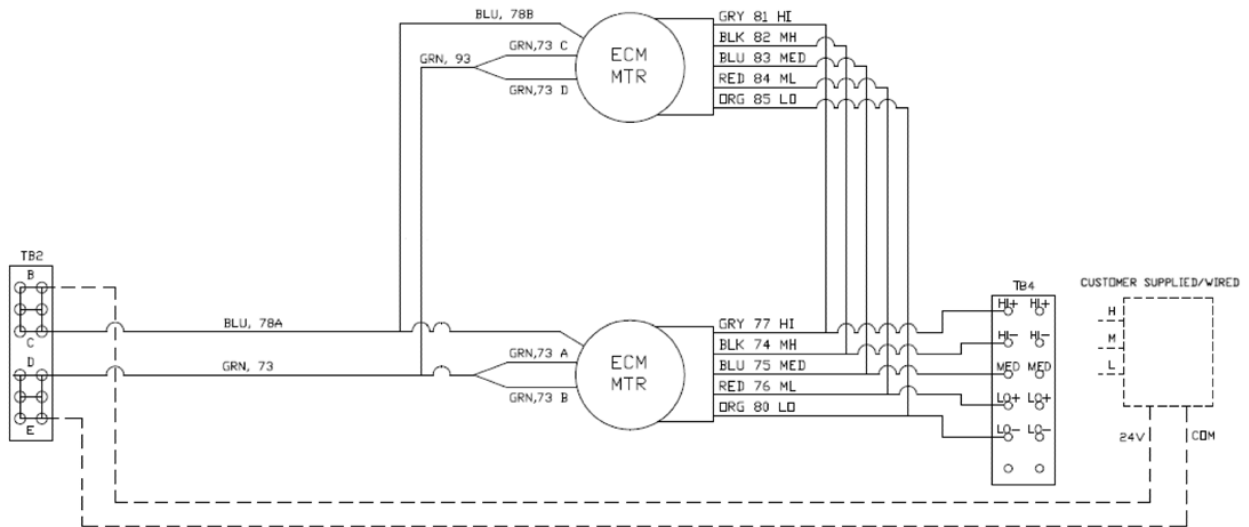 BLU, 78B
GRN, 93
GRN,73 C
GRN,73 D
ECM
MTR
GRY 81 HI
BLK 82 MH
BLU 83 MED
RED 84 ML
ORG 85 LO
TB2
B
C
D
E
BLU, 78A
GRN, 73
GRN,73 A
GRN,73 B
ECM
MTR
GRY 77 HI
BLK 74 MH
BLU 75 MED
RED 76 ML
ORG 80 LO
TB4
HI+ HI+
HI- HI-
MED MED
LO+ LO+
LO- LO-
CUSTOMER SUPPLIED/WIRED
H
M
L
24V
COM